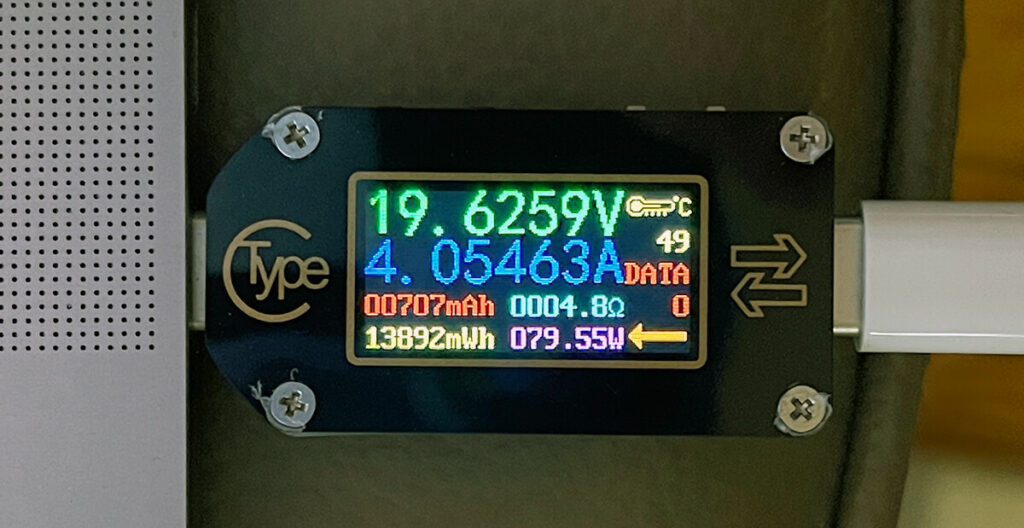 Type C
19.6259V °C
49
4.05463A DATA
00707mAh 0004.8Ω 0
13892mWh 079.55W